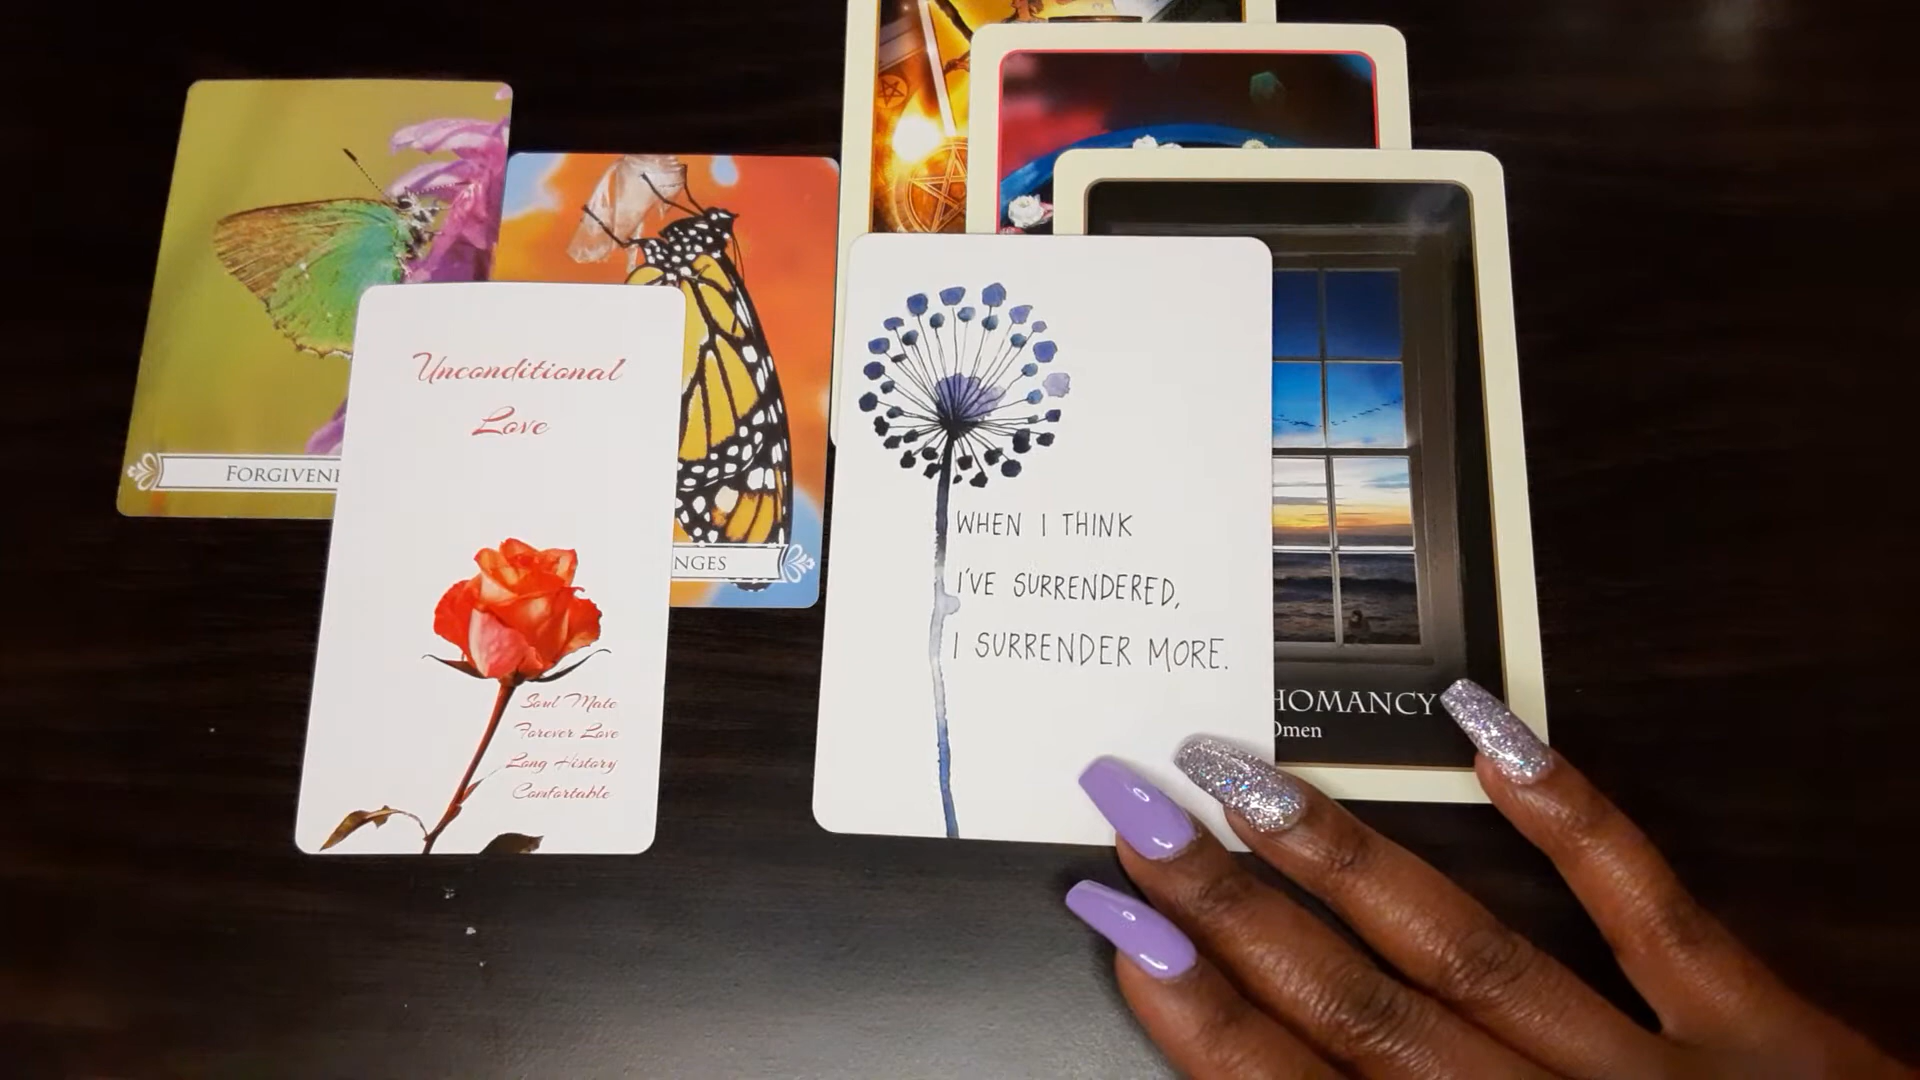 FORGIVENE
NGES
Unconditional
Love
Soul Mate
Forever Love
Long History
Comfortable
WHEN I THINK
I'VE SURRENDERED,
I SURRENDER MORE.
HOMANCY
Omen